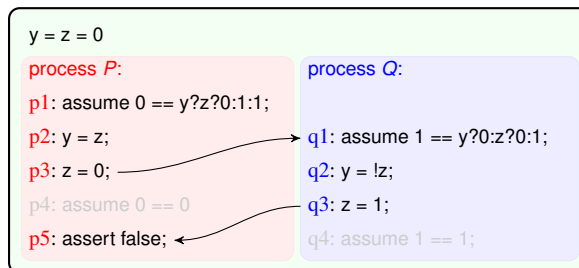 y = z = 0
process P:
p1: assume 0 == y?z?0:1:1;
p2: y = z;
p3: z = 0;
p4: assume 0 == 0
p5: assert false;
process Q:
q1: assume 1 == y?0:z?0:1;
q2: y = !z;
q3: z = 1;
q4: assume 1 == 1;